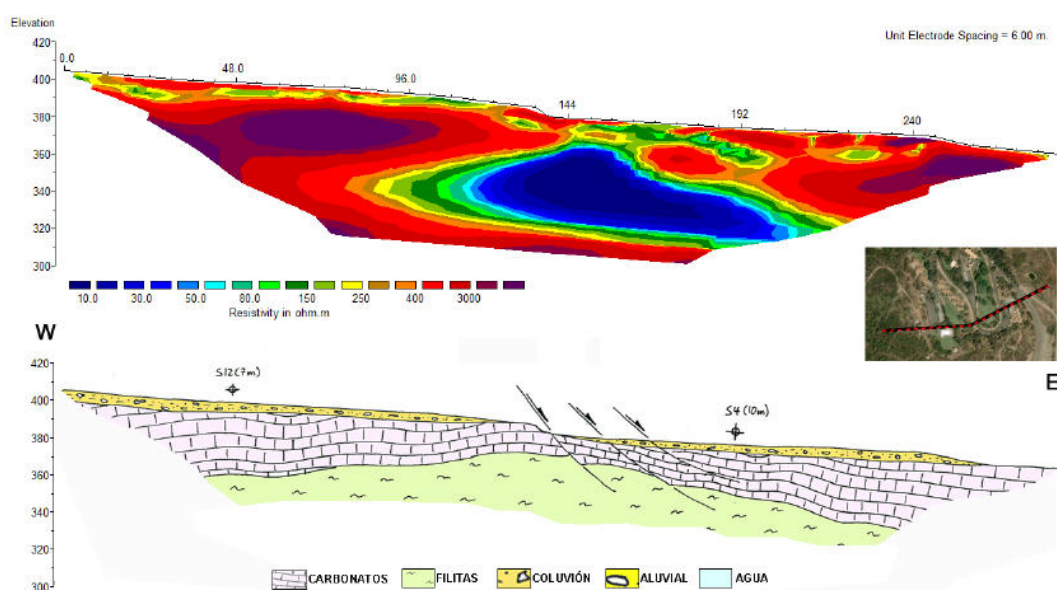 Elevation
Unit Electrode Spacing = 6.00 m.
420
400
380
360
340
320
300
0.0
48.0
96.0
144
192
240
10.0 30.0 50.0 80.0 150 250 400 3000
Resistivity in ohm.m
W
E
420
400
380
360
340
320
300
S12(7m)
S4(10m)
CARBONATOS FILITAS COLUVIÓN ALUVIAL AGUA